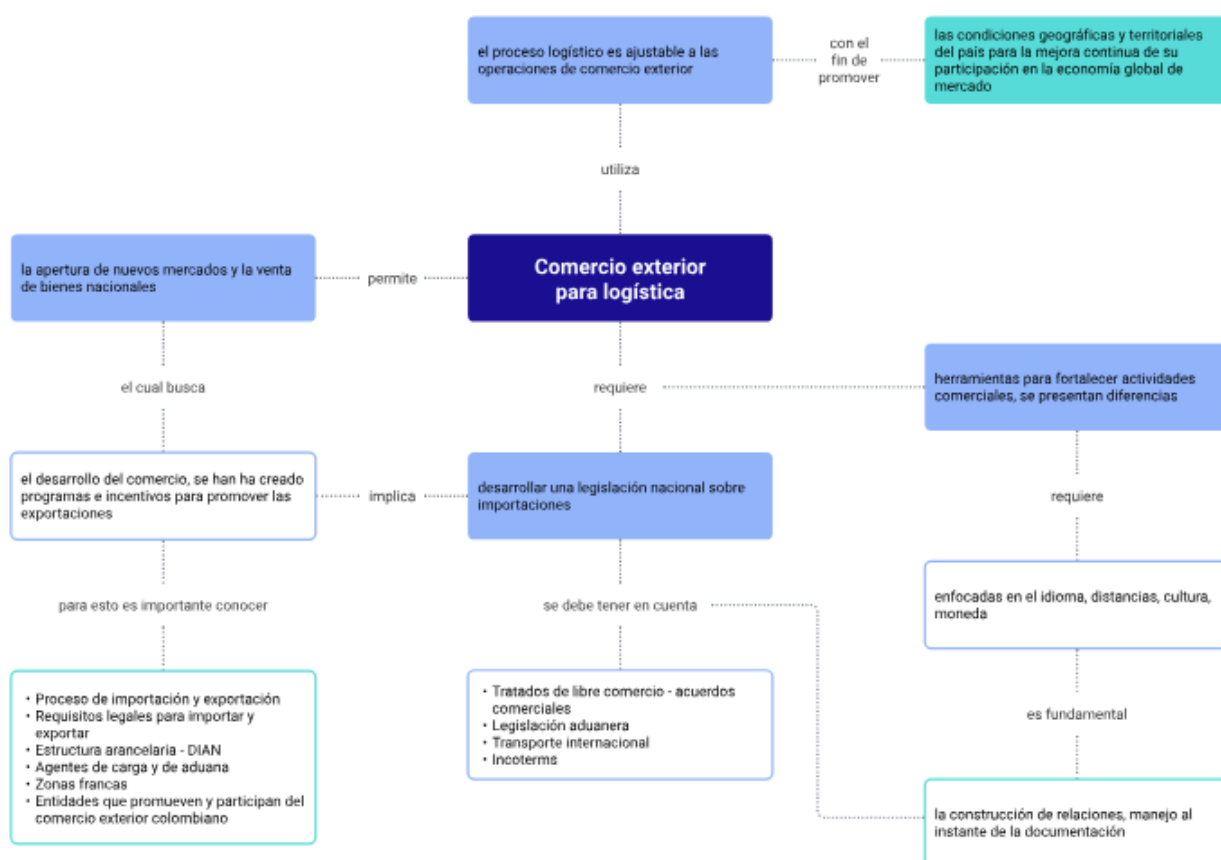 el proceso logístico es ajustable a las
operaciones de comercio exterior
con el
fin de
promover
las condiciones geográficas y territoriales
del país para la mejora continua de su
participación en la economía global de
mercado
utiliza
la apertura de nuevos mercados y la venta
de bienes nacionales
permite
Comercio exterior
para logística
el cual busca
requiere
herramientas para fortalecer actividades
comerciales, se presentan diferencias
el desarrollo del comercio, se han ha creado
programas e incentivos para promover las
exportaciones
implica
desarrollar una legislación nacional sobre
importaciones
requiere
para esto es importante conocer
se debe tener en cuenta
enfocadas en el idioma, distancias, cultura,
moneda
• Proceso de importación y exportación
• Requisitos legales para importar y
exportar
• Estructura arancelaria - DIAN
• Agentes de carga y de aduana
• Zonas francas
• Entidades que promueven y participan del
comercio exterior colombiano
• Tratados de libre comercio - acuerdos
comerciales
• Legislación aduanera
• Transporte internacional
• Incoterms
es fundamental
la construcción de relaciones, manejo al
instante de la documentación